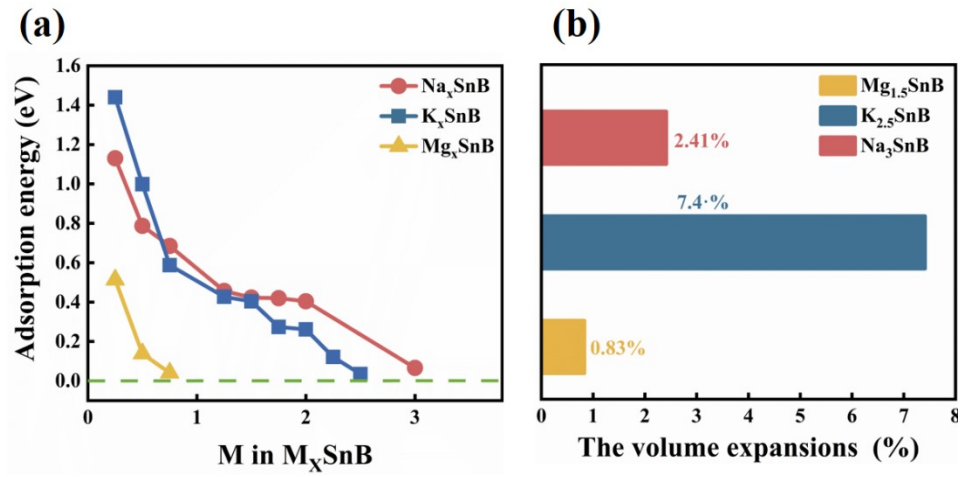 (a)
Adsorption energy (eV)
1.6
1.4
1.2
1.0
0.8
0.6
0.4
0.2
0.0
NaₓSnB
KₓSnB
MgₓSnB
0
1
2
3
M in MₓSnB
(b)
Mg₁.₅SnB
K₂.₅SnB
Na₃SnB
2.41%
7.4·%
0.83%
0
1
2
3
4
5
6
7
8
The volume expansions (%)